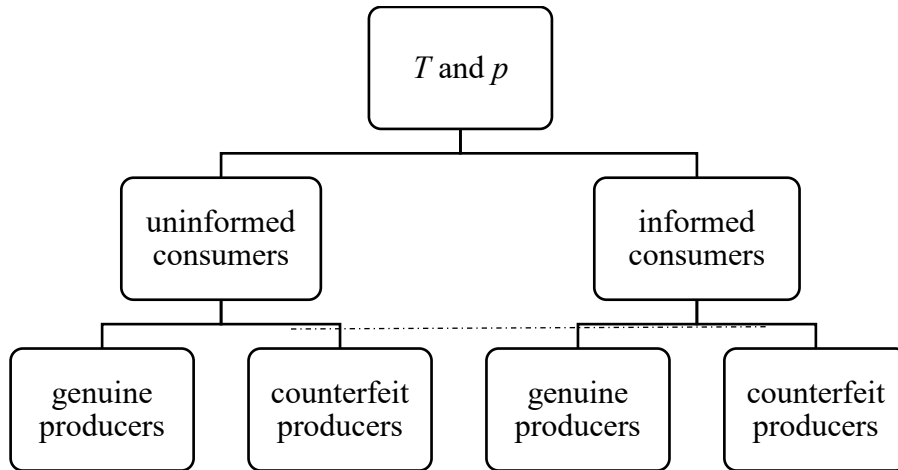 T and p
uninformed
consumers
informed
consumers
genuine
producers
counterfeit
producers
genuine
producers
counterfeit
producers